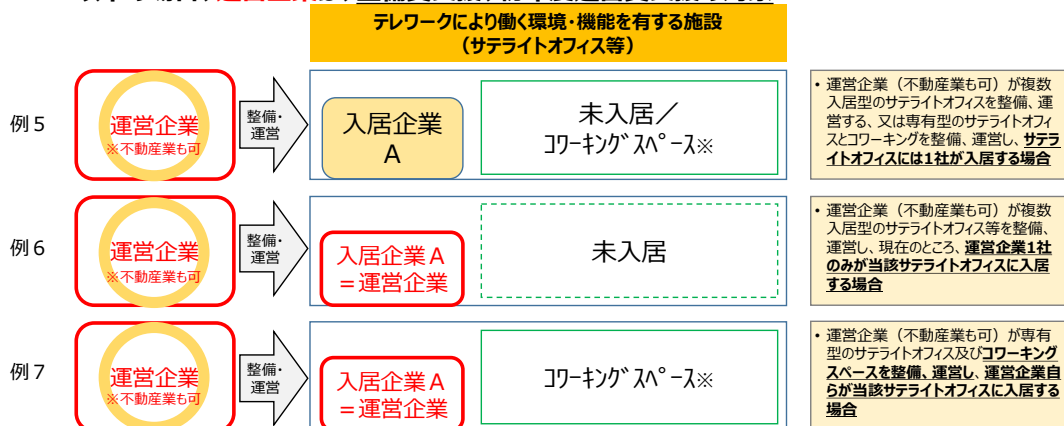 テレワークにより働く環境・機能を有する施設
（サテライトオフィス等）
例５
運営企業
※不動産業も可
整備・
運営
入居企業
A
未入居／
ｺﾜｰｷﾝｸﾞｽﾍﾟｰｽ※
・運営企業（不動産業も可）が複数
入居型のサテライトオフィスを整備、運
営する、又は専有型のサテライトオフィ
スとコワーキングを整備、運営し、サテラ
イトオフィスには1社が入居する場合
例６
運営企業
※不動産業も可
整備・
運営
入居企業Ａ
＝運営企業
未入居
・運営企業（不動産業も可）が複数
入居型のサテライトオフィス等を整備、
運営し、現在のところ、運営企業1社
のみが当該サテライトオフィスに入居
する場合
例７
運営企業
※不動産業も可
整備・
運営
入居企業Ａ
＝運営企業
ｺﾜｰｷﾝｸﾞｽﾍﾟｰｽ※
・運営企業（不動産業も可）が専有
型のサテライトオフィス及びコワーキング
スペースを整備、運営し、運営企業自
らが当該サテライトオフィスに入居する
場合